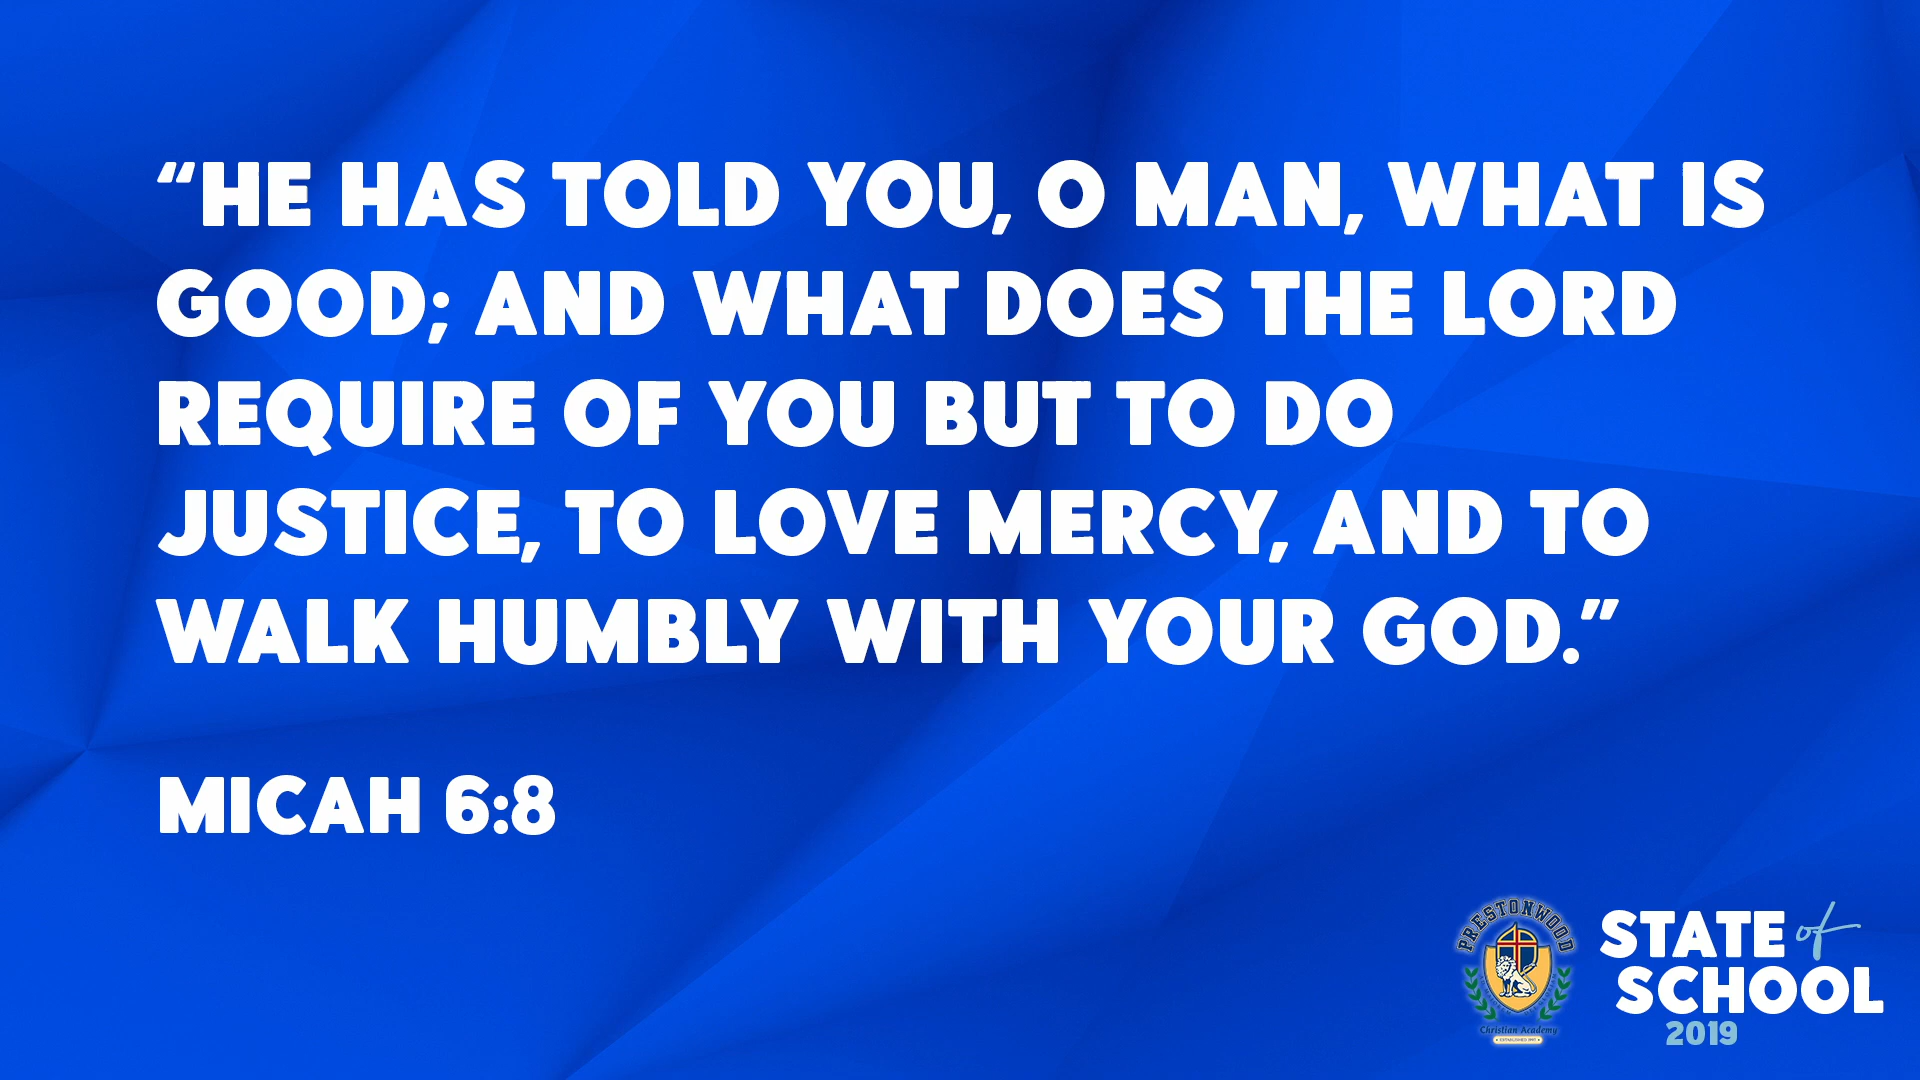 “HE HAS TOLD YOU, O MAN, WHAT IS
GOOD; AND WHAT DOES THE LORD
REQUIRE OF YOU BUT TO DO
JUSTICE, TO LOVE MERCY, AND TO
WALK HUMBLY WITH YOUR GOD.”
MICAH 6:8
PRESTONWOOD
Christian Academy
STATE of
SCHOOL
2019